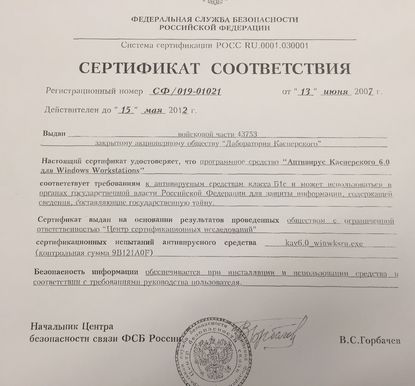 ФЕДЕРАЛЬНАЯ СЛУЖБА БЕЗОПАСНОСТИ
РОССИЙСКОЙ ФЕДЕРАЦИИ
Система сертификации РОСС RU.0001.030001
СЕРТИФИКАТ СООТВЕТСТВИЯ
Регистрационный номер СФ/019-01021 от "13" июня 2007 г.
Действителен до "15" мая 2012 г.
Выдан войсковой части 43753
закрытому акционерному обществу "Лаборатория Касперского"
Настоящий сертификат удостоверяет, что программное средство "Антивирус Касперского 6.0
для Windows Workstations"
соответствует требованиям к антивирусным средствам класса Б1с и может использоваться в
органах государственной власти Российской Федерации для защиты информации, содержащей
сведения, составляющие государственную тайну.
Сертификат выдан на основании результатов проведенных обществом с ограниченной
ответственностью "Центр сертификационных исследований"
сертификационных испытаний антивирусного средства kav6.0_winwksru.exe
(контрольная сумма 9B121A0F)
Безопасность информации обеспечивается при инсталляции и использовании средства в
соответствии с требованиями руководства пользователя.
Начальник Центра
безопасности связи ФСБ России
В.С.Горбачев